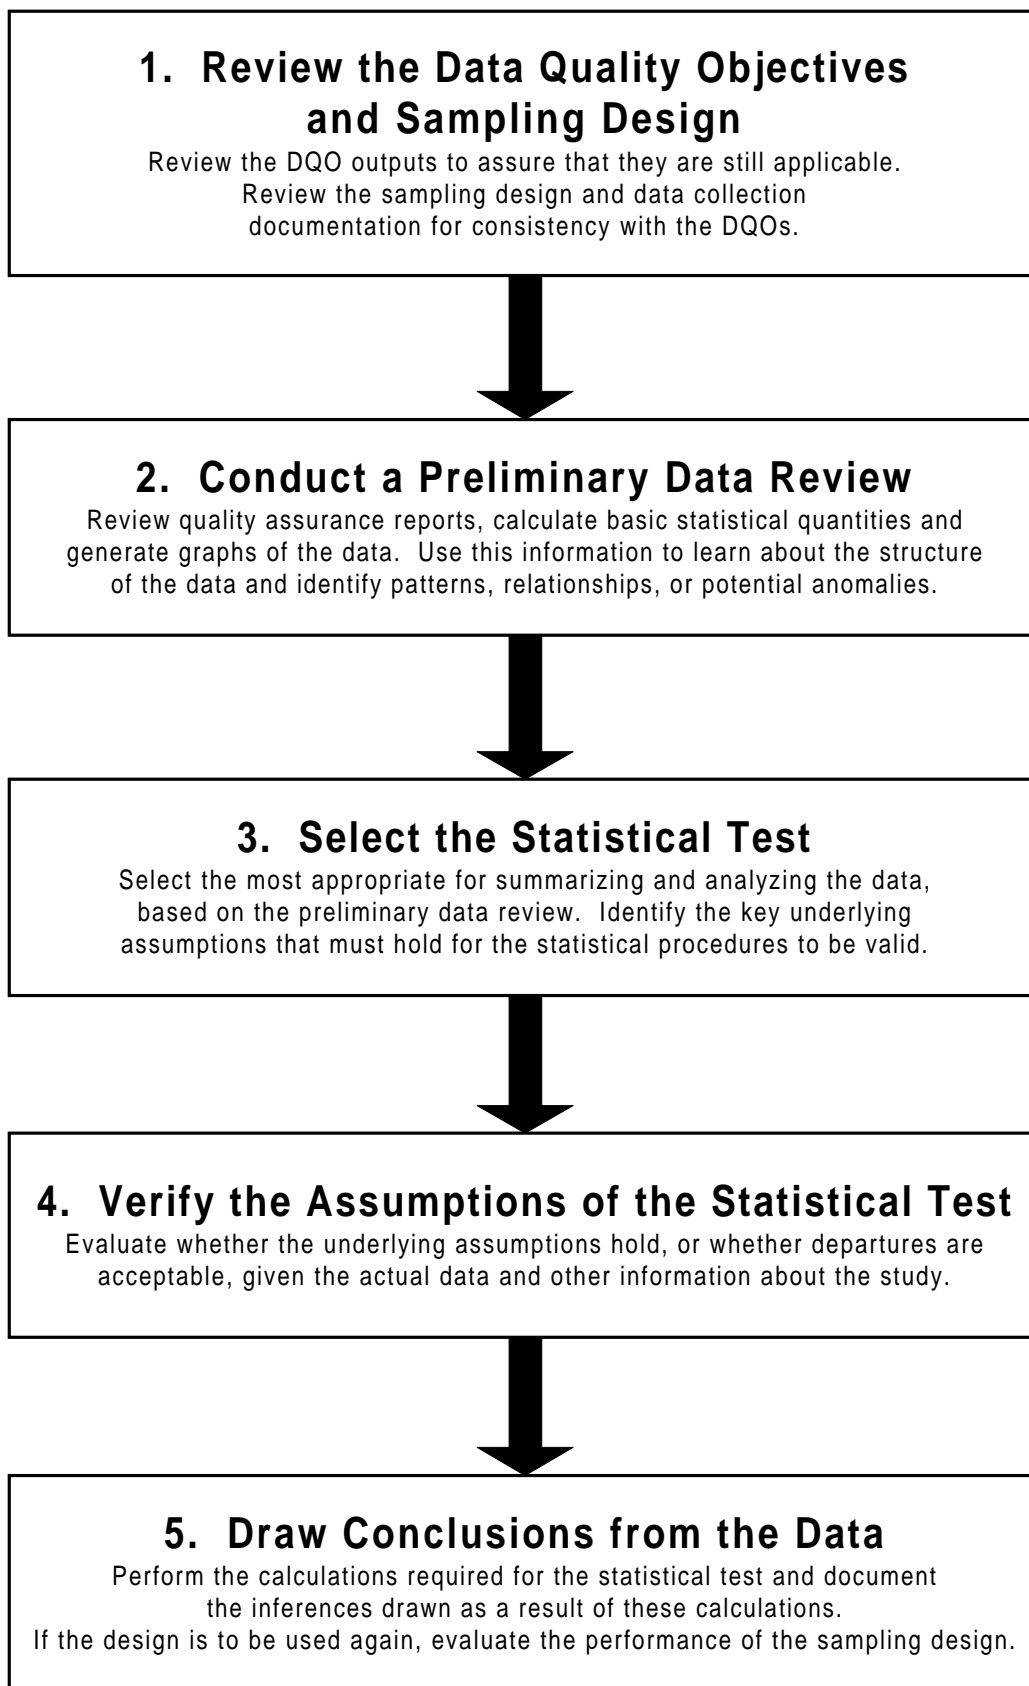 1. Review the Data Quality Objectives
and Sampling Design
Review the DQO outputs to assure that they are still applicable.
Review the sampling design and data collection
documentation for consistency with the DQOs.
2. Conduct a Preliminary Data Review
Review quality assurance reports, calculate basic statistical quantities and
generate graphs of the data. Use this information to learn about the structure
of the data and identify patterns, relationships, or potential anomalies.
3. Select the Statistical Test
Select the most appropriate for summarizing and analyzing the data,
based on the preliminary data review. Identify the key underlying
assumptions that must hold for the statistical procedures to be valid.
4. Verify the Assumptions of the Statistical Test
Evaluate whether the underlying assumptions hold, or whether departures are
acceptable, given the actual data and other information about the study.
5. Draw Conclusions from the Data
Perform the calculations required for the statistical test and document
the inferences drawn as a result of these calculations.
If the design is to be used again, evaluate the performance of the sampling design.